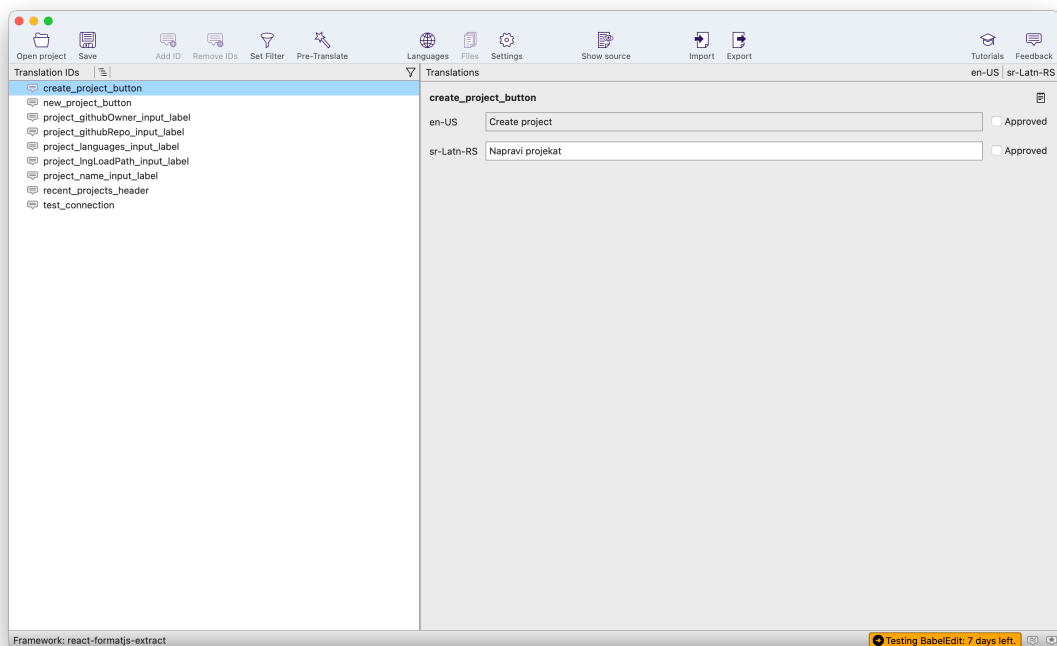 Open project Save Add ID Remove IDs Set Filter Pre-Translate Languages Files Settings Show source Import Export Tutorials Feedback
Translation IDs
Translations en-US sr-Latn-RS
create_project_button
new_project_button
project_githubOwner_input_label
project_githubRepo_input_label
project_languages_input_label
project_lngLoadPath_input_label
project_name_input_label
recent_projects_header
test_connection
create_project_button
en-US Create project Approved
sr-Latn-RS Napravi projekat Approved
Framework: react-formatjs-extract
Testing BabelEdit: 7 days left.